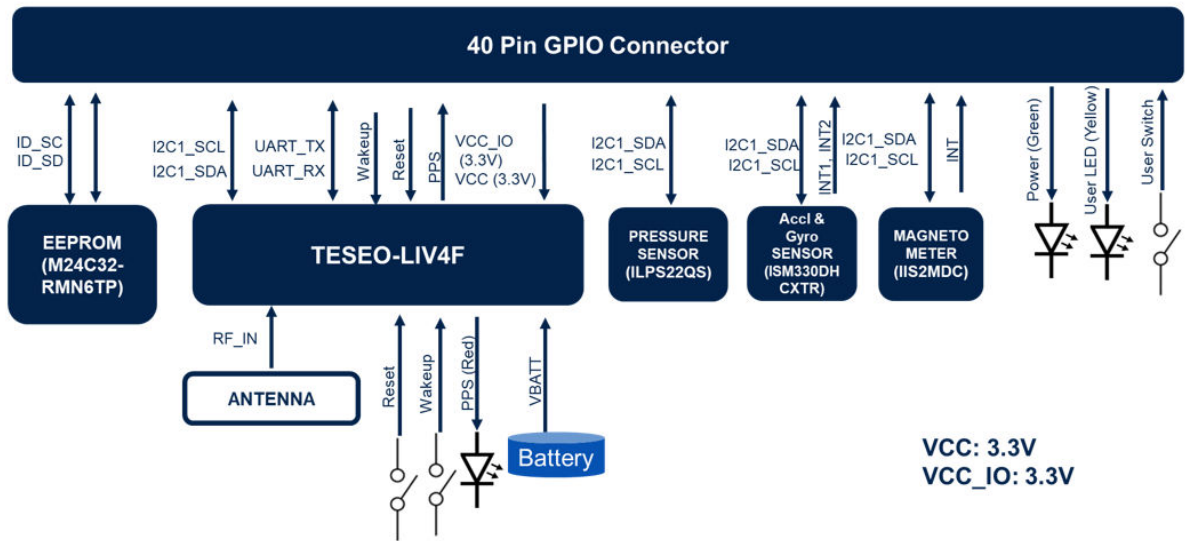 40 Pin GPIO Connector
ID_SC
ID_SD
I2C1_SCL
I2C1_SDA
UART_TX
UART_RX
Wakeup
Reset
PPS
VCC_IO
(3.3V)
VCC (3.3V)
I2C1_SDA
I2C1_SCL
I2C1_SDA
I2C1_SCL
INT1, INT2
I2C1_SDA
I2C1_SCL
INT
Power (Green)
User LED (Yellow)
User Switch
EEPROM
(M24C32-
RMN6TP)
TESEO-LIV4F
PRESSURE
SENSOR
(ILPS22QS)
Accl &
Gyro
SENSOR
(ISM330DH
CXTR)
MAGNETO
METER
(IIS2MDC)
RF_IN
ANTENNA
Reset
Wakeup
PPS (Red)
VBATT
Battery
VCC: 3.3V
VCC_IO: 3.3V